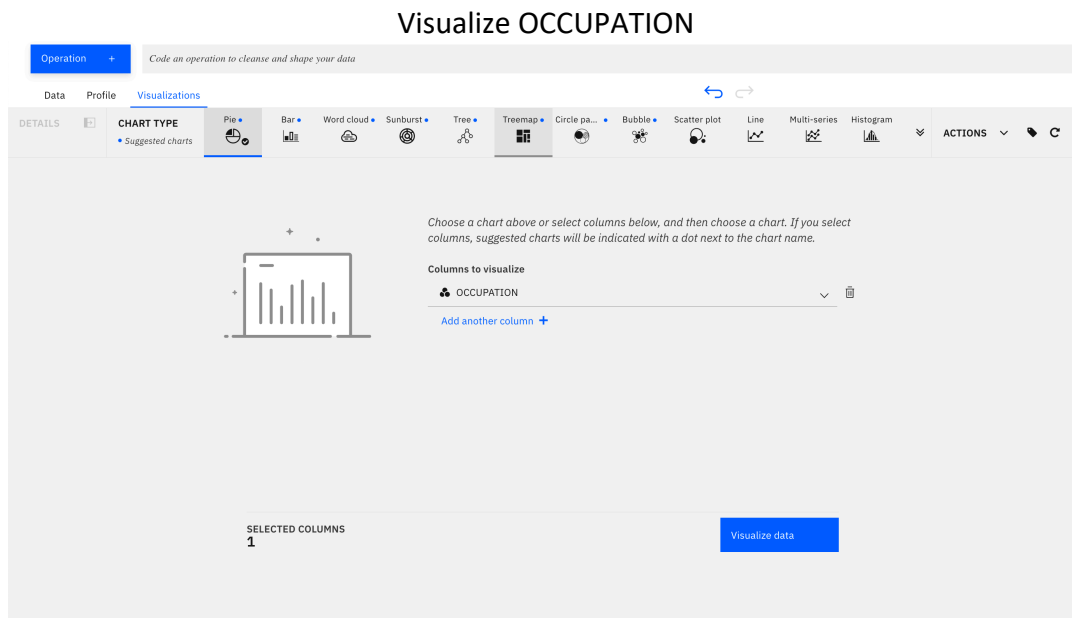 Visualize OCCUPATION
Operation +
Code an operation to cleanse and shape your data
Data Profile Visualizations
DETAILS
CHART TYPE
• Suggested charts
Pie • Bar • Word cloud • Sunburst • Tree • Treemap • Circle pa... • Bubble • Scatter plot Line Multi-series Histogram
ACTIONS
Choose a chart above or select columns below, and then choose a chart. If you select
columns, suggested charts will be indicated with a dot next to the chart name.
Columns to visualize
OCCUPATION
Add another column +
SELECTED COLUMNS
1
Visualize data